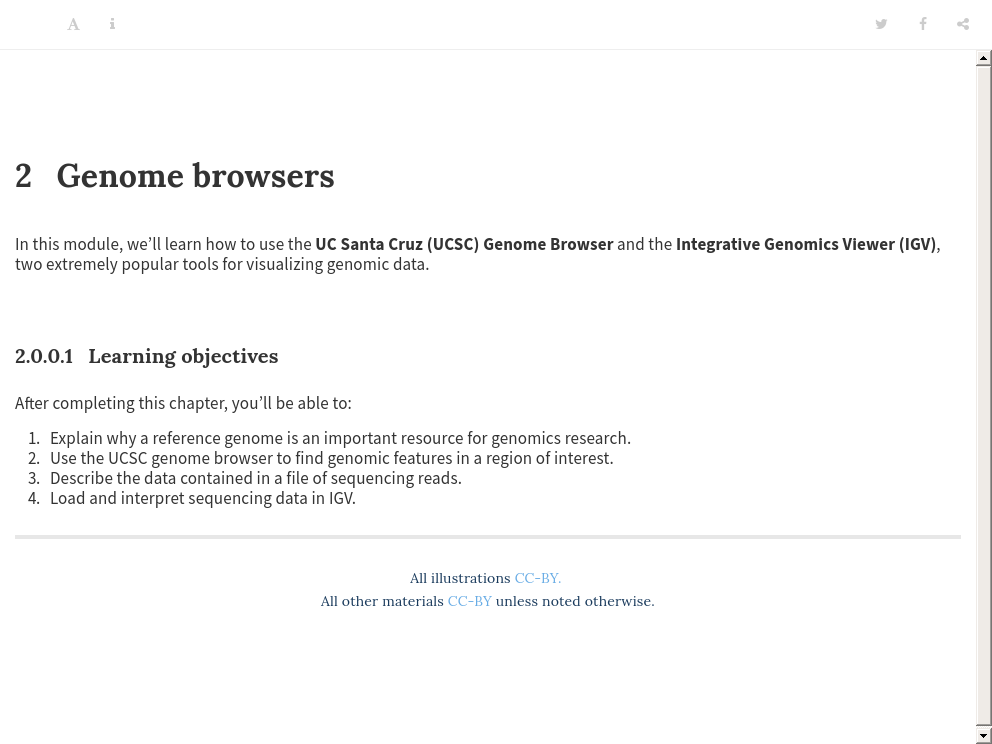 2 Genome browsers
In this module, we’ll learn how to use the UC Santa Cruz (UCSC) Genome Browser and the Integrative Genomics Viewer (IGV),
two extremely popular tools for visualizing genomic data.
2.0.0.1 Learning objectives
After completing this chapter, you’ll be able to:
1. Explain why a reference genome is an important resource for genomics research.
2. Use the UCSC genome browser to find genomic features in a region of interest.
3. Describe the data contained in a file of sequencing reads.
4. Load and interpret sequencing data in IGV.
All illustrations CC-BY.
All other materials CC-BY unless noted otherwise.